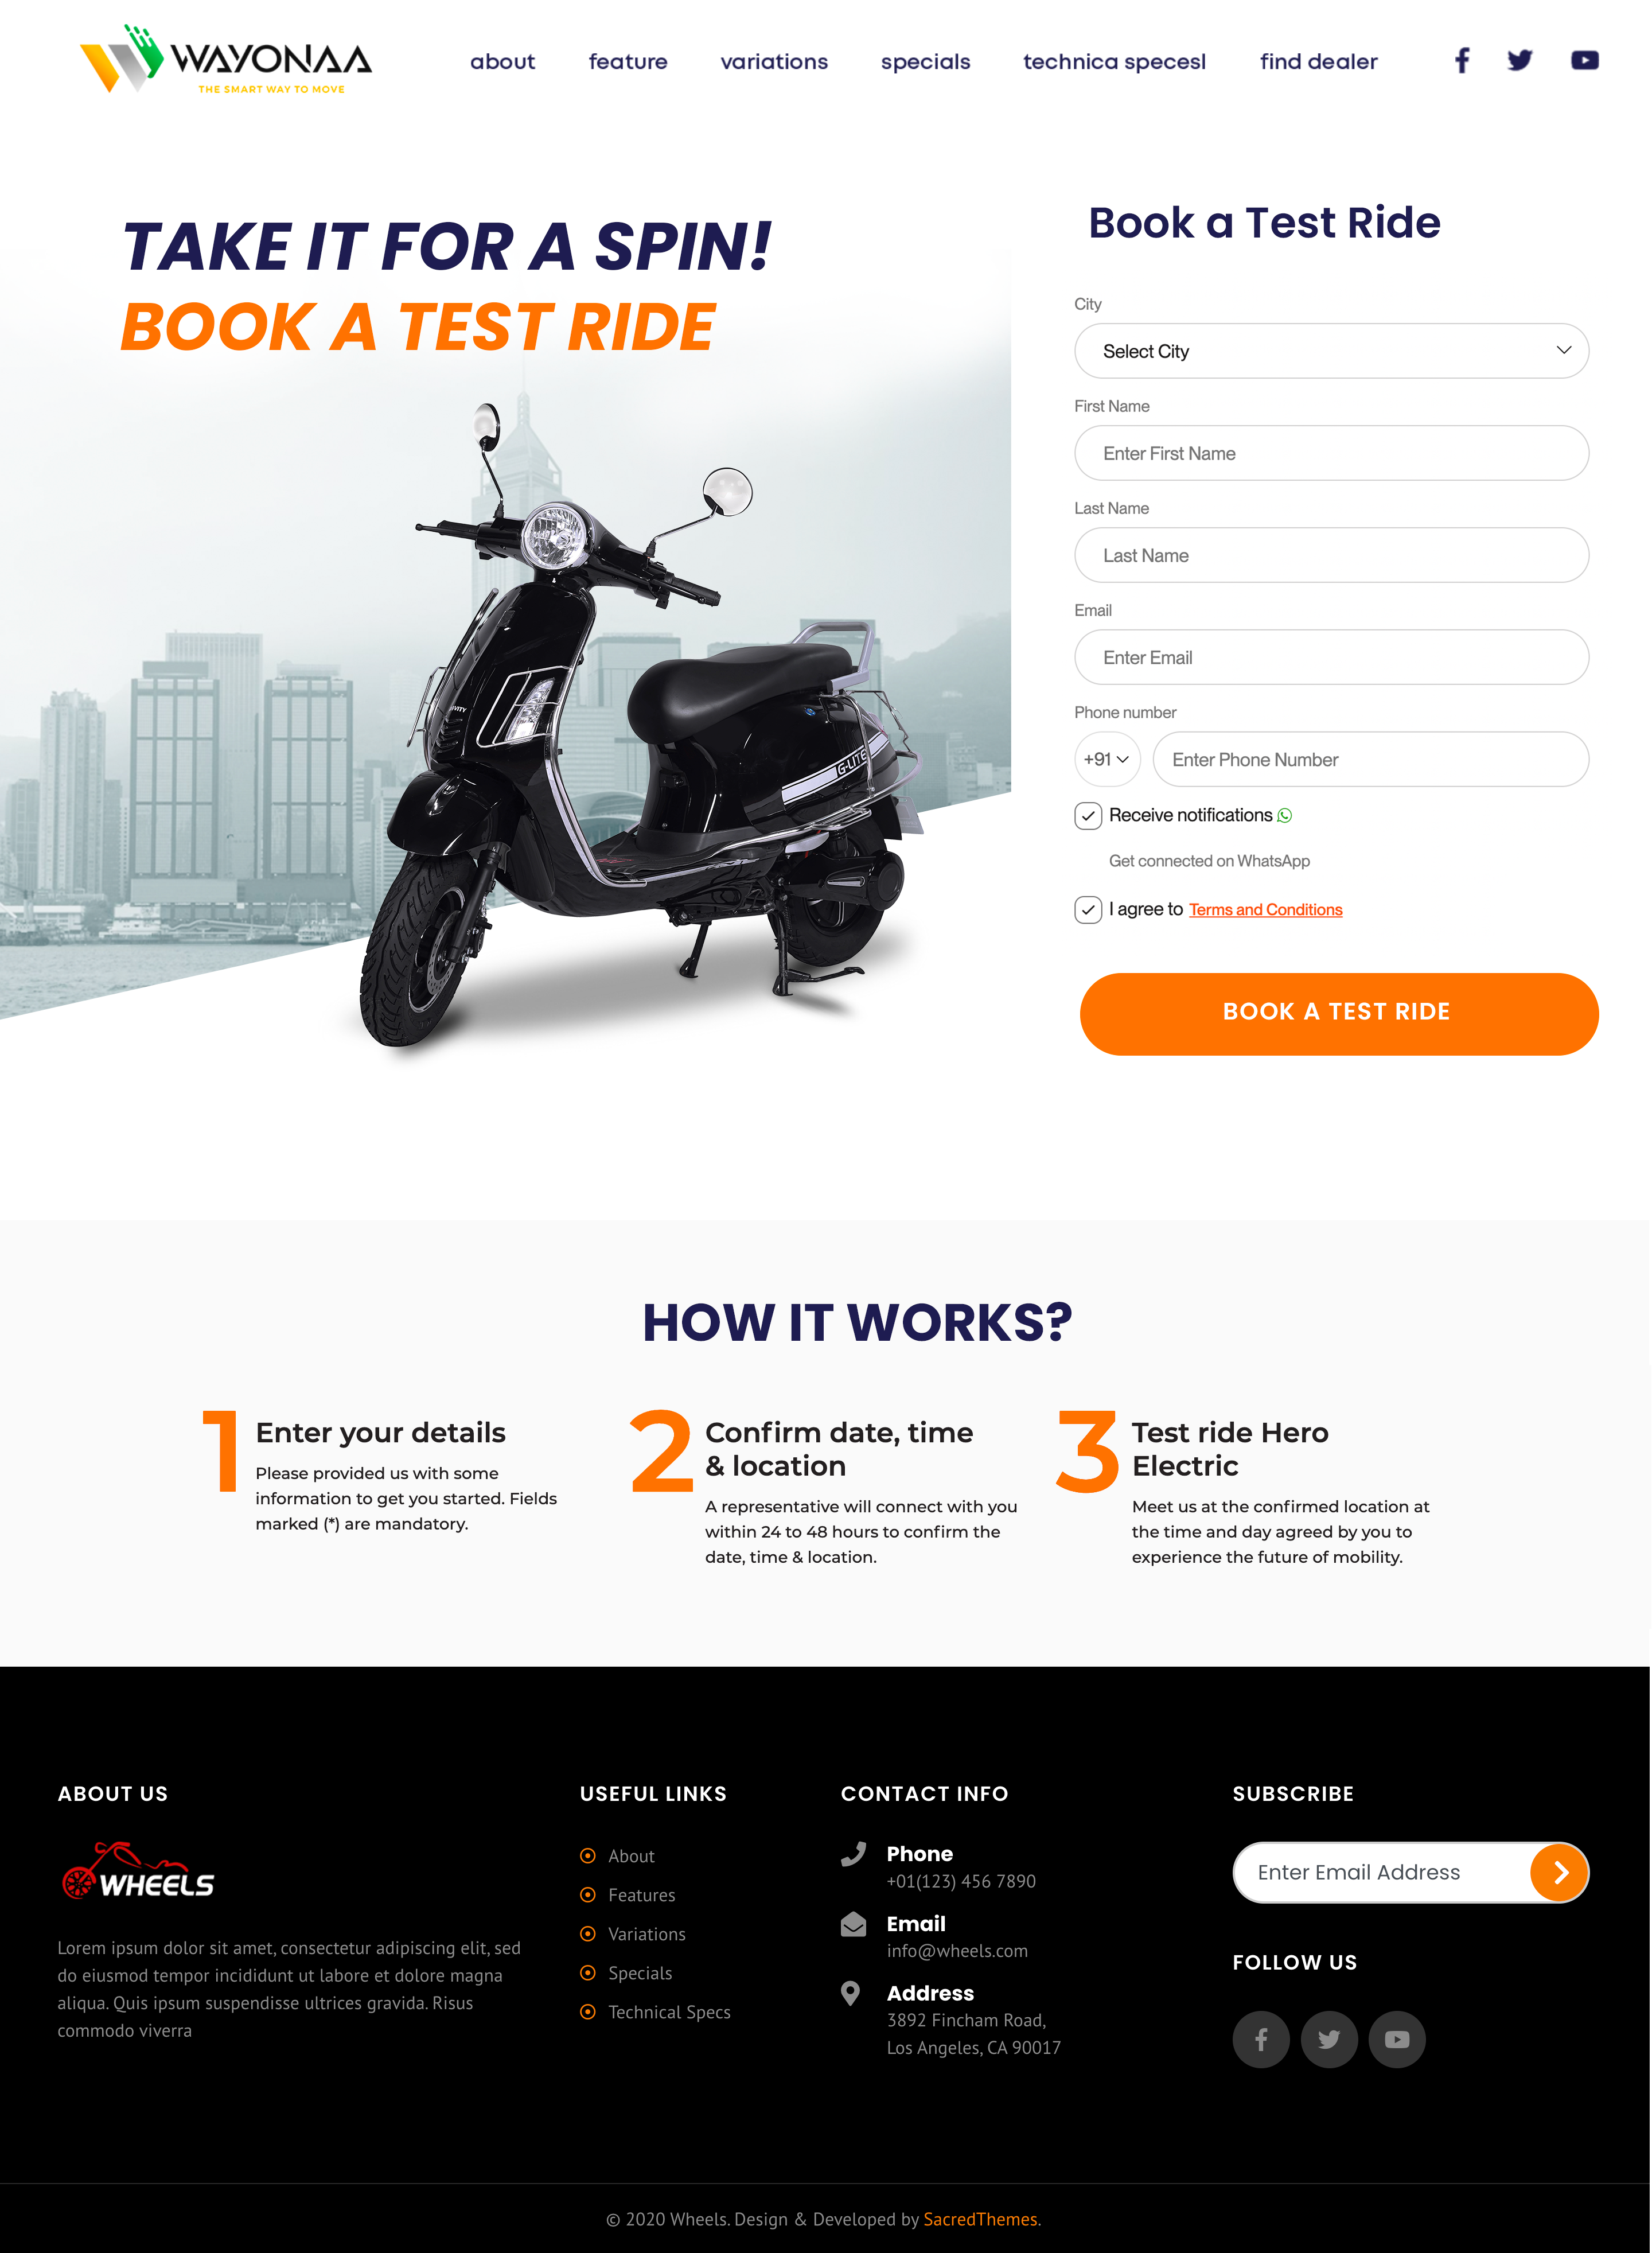 WAYONAA
THE SMART WAY TO MOVE
about feature variations specials technica specesl find dealer
TAKE IT FOR A SPIN!
BOOK A TEST RIDE
G-LITE
Book a Test Ride
City
Select City
First Name
Enter First Name
Last Name
Last Name
Email
Enter Email
Phone number
+91 Enter Phone Number
Receive notifications
Get connected on WhatsApp
I agree to Terms and Conditions
BOOK A TEST RIDE
HOW IT WORKS?
1
Enter your details
Please provided us with some
information to get you started. Fields
marked (*) are mandatory.
2
Confirm date, time
& location
A representative will connect with you
within 24 to 48 hours to confirm the
date, time & location.
3
Test ride Hero
Electric
Meet us at the confirmed location at
the time and day agreed by you to
experience the future of mobility.
ABOUT US
WHEELS
Lorem ipsum dolor sit amet, consectetur adipiscing elit, sed
do eiusmod tempor incididunt ut labore et dolore magna
aliqua. Quis ipsum suspendisse ultrices gravida. Risus
commodo viverra
USEFUL LINKS
About
Features
Variations
Specials
Technical Specs
CONTACT INFO
Phone
+01(123) 456 7890
Email
info@wheels.com
Address
3892 Fincham Road,
Los Angeles, CA 90017
SUBSCRIBE
Enter Email Address
FOLLOW US
© 2020 Wheels. Design & Developed by SacredThemes.